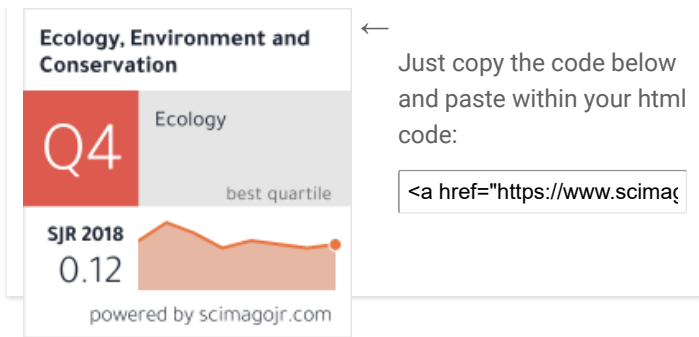 Ecology, Environment and
Conservation
Q4
Ecology
best quartile
SJR 2018
0.12
powered by scimagojr.com
←
Just copy the code below
and paste within your html
code:
<a href="https://www.scimag